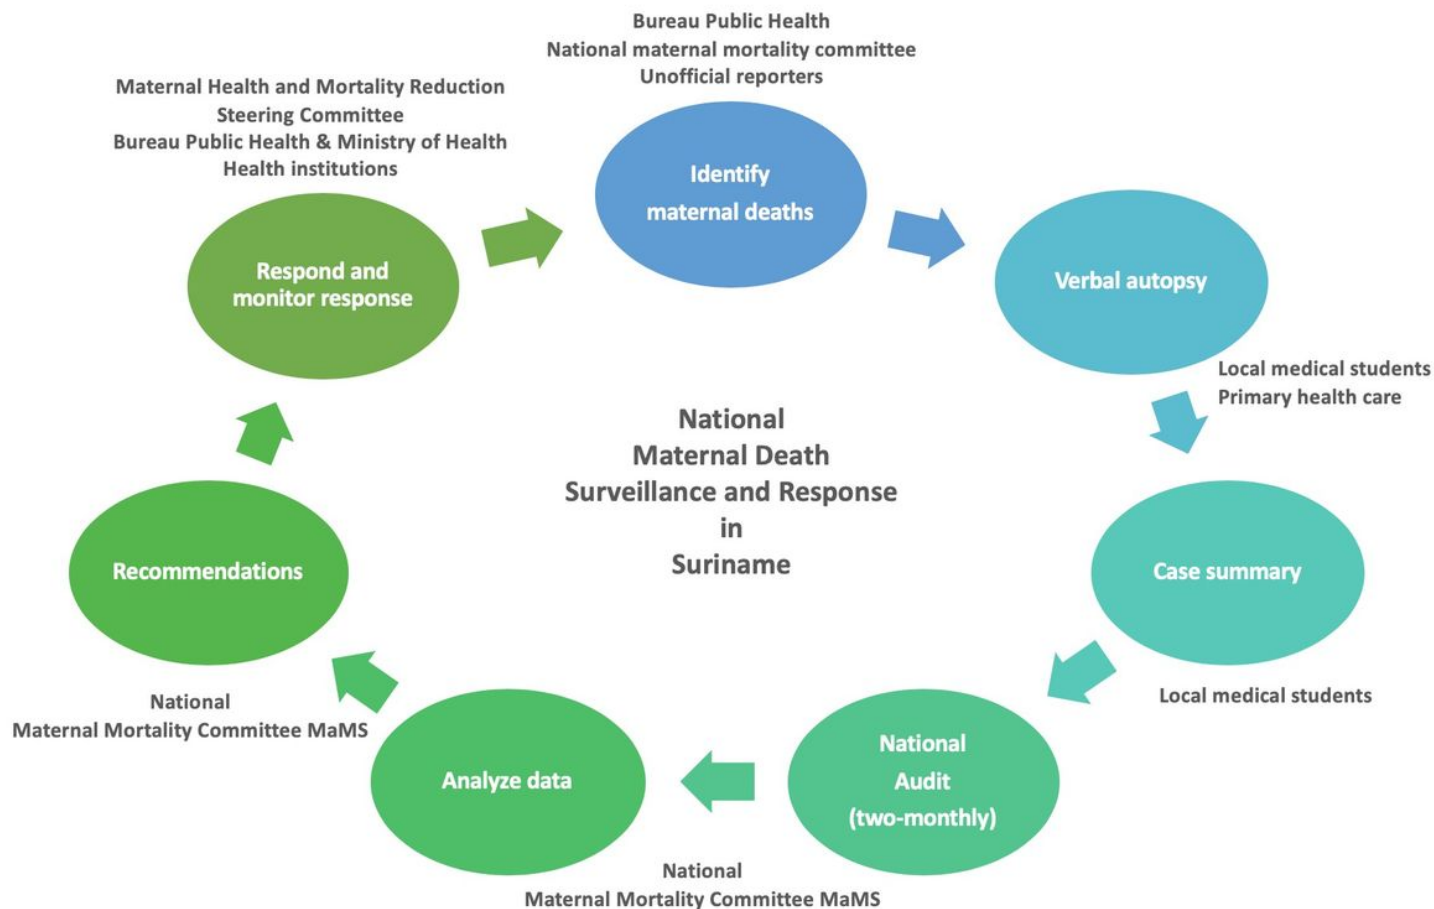 Bureau Public Health
National maternal mortality committee
Unofficial reporters
Identify
maternal deaths
Verbal autopsy
Local medical students
Primary health care
Case summary
Local medical students
National
Audit
(two-monthly)
National
Maternal Mortality Committee MaMS
Analyze data
National
Maternal Mortality Committee MaMS
Recommendations
Maternal Health and Mortality Reduction
Steering Committee
Bureau Public Health & Ministry of Health
Health institutions
Respond and
monitor response
National
Maternal Death
Surveillance and Response
in
Suriname